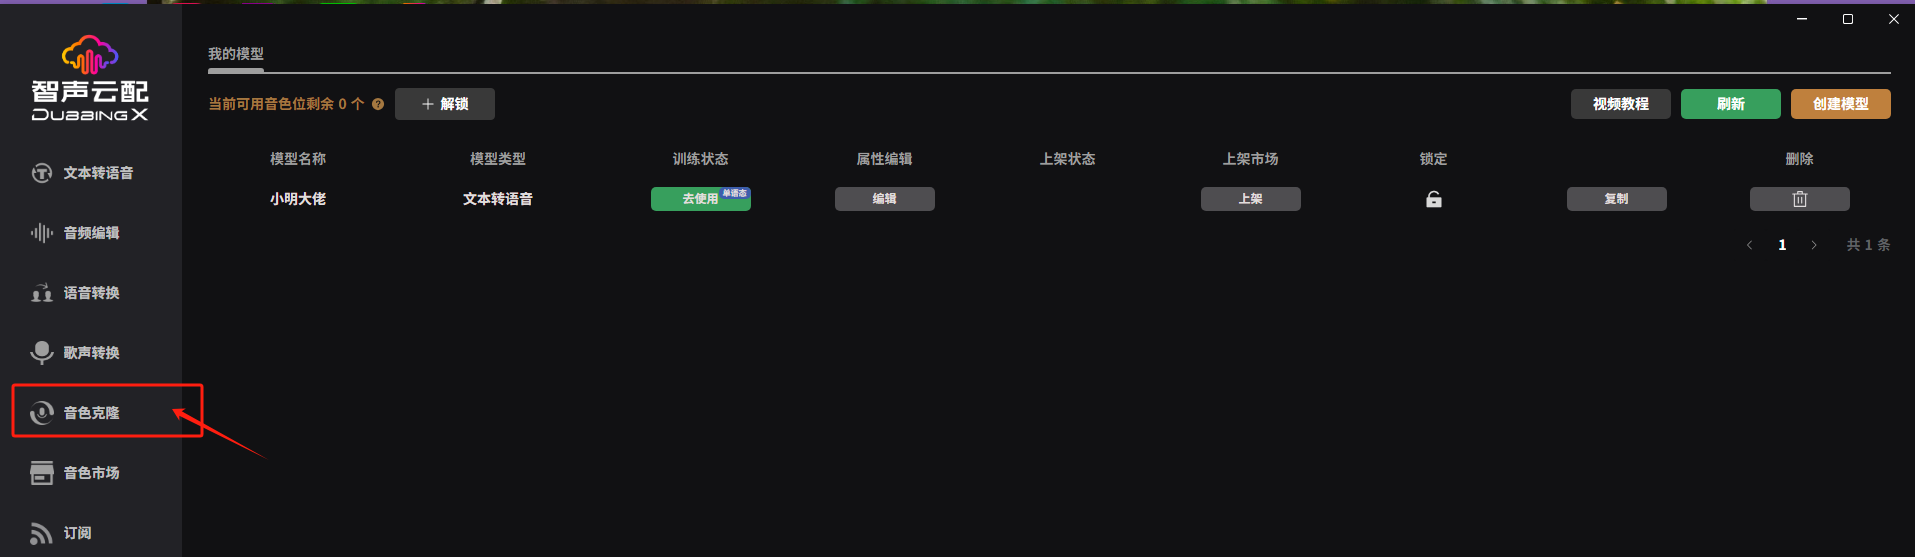 智声云配
DUBBINGX
文本转语音
音频编辑
语音转换
歌声转换
音色克隆
音色市场
订阅
我的模型
当前可用音色位剩余 0 个 ? + 解锁 视频教程 刷新 创建模型
模型名称 模型类型 训练状态 属性编辑 上架状态 上架市场 锁定 删除
小明大佬 文本转语音 去使用 单语态 编辑 上架 复制
< 1 > 共 1 条